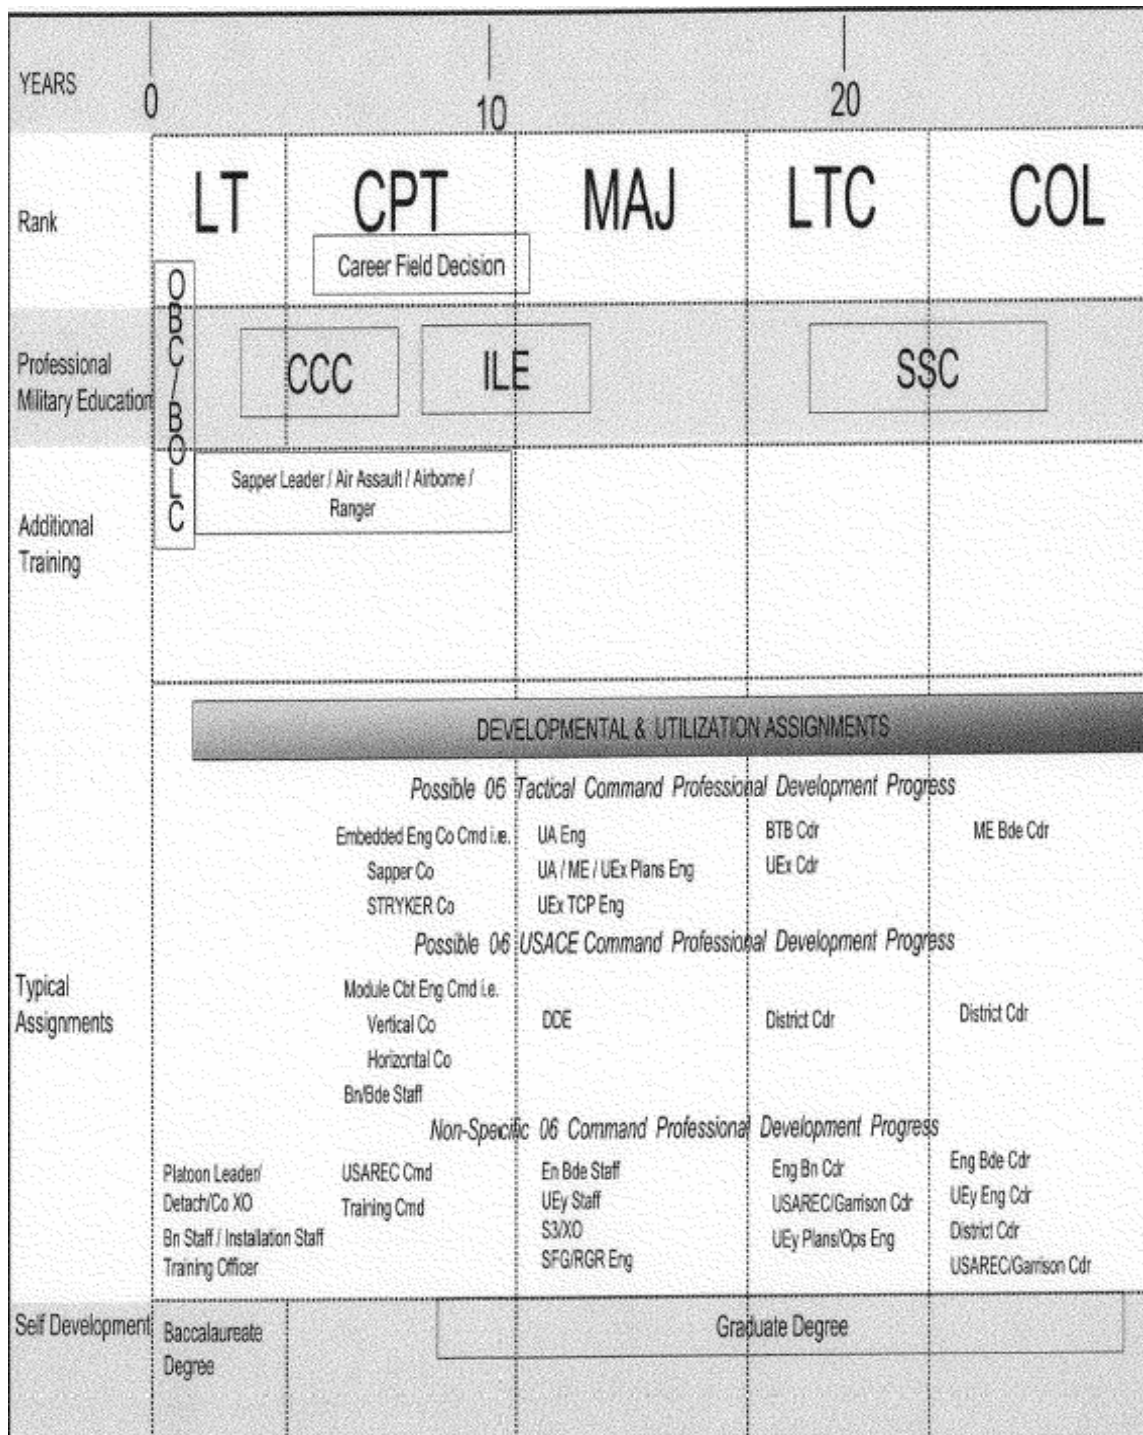 YEARS
0
10
20
Rank
LT
CPT
MAJ
LTC
COL
Career Field Decision
OBC/BOLC
Professional
Military Education
CCC
ILE
SSC
Additional
Training
Sapper Leader / Air Assault / Airborne /
Ranger
DEVELOPMENTAL & UTILIZATION ASSIGNMENTS
Typical
Assignments
Possible 06 Tactical Command Professional Development Progress
Embedded Eng Co Cmd i.e.
Sapper Co
STRYKER Co
UA Eng
UA / ME / UEx Plans Eng
UEx TCP Eng
BTB Cdr
UEx Cdr
ME Bde Cdr
Possible 06 USACE Command Professional Development Progress
Module Cbt Eng Cmd i.e.
Vertical Co
Horizontal Co
Bn/Bde Staff
DDE
District Cdr
District Cdr
Non-Specific 06 Command Professional Development Progress
Platoon Leader/
Detach/Co XO
Bn Staff / Installation Staff
Training Officer
USAREC Cmd
Training Cmd
En Bde Staff
UEy Staff
S3/XO
SFG/RGR Eng
Eng Bn Cdr
USAREC/Garrison Cdr
UEy Plans/Ops Eng
Eng Bde Cdr
UEy Eng Cdr
District Cdr
USAREC/Garrison Cdr
Self Development
Baccalaureate
Degree
Graduate Degree